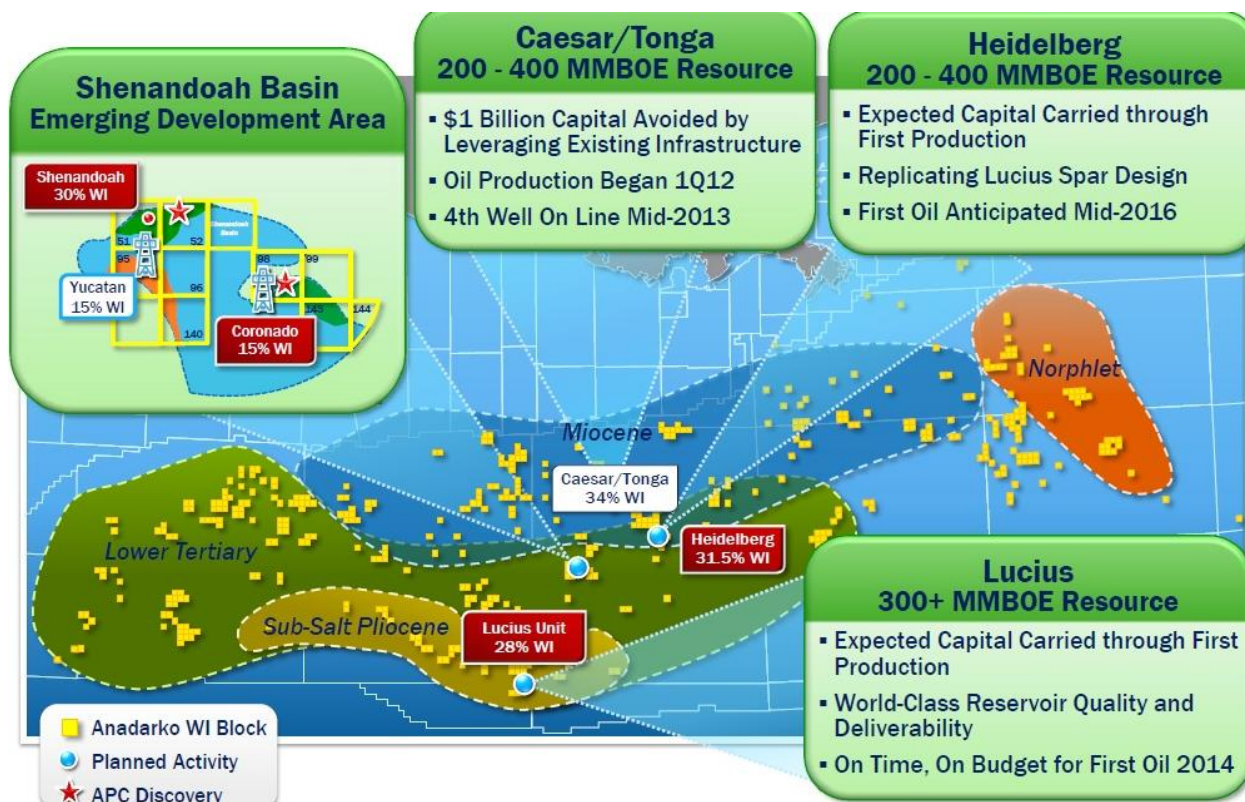 Shenandoah Basin
Emerging Development Area
Shenandoah
30% WI
51
52
Shenandoah
Basin
95
98
99
Yucatan
15% WI
96
145
144
140
Coronado
15% WI
Caesar/Tonga
200 - 400 MMBOE Resource
▪ $1 Billion Capital Avoided by
Leveraging Existing Infrastructure
▪ Oil Production Began 1Q12
▪ 4th Well On Line Mid-2013
Heidelberg
200 - 400 MMBOE Resource
▪ Expected Capital Carried through
First Production
▪ Replicating Lucius Spar Design
▪ First Oil Anticipated Mid-2016
Norphlet
Miocene
Caesar/Tonga
34% WI
Heidelberg
31.5% WI
Lower Tertiary
Sub-Salt Pliocene
Lucius Unit
28% WI
Lucius
300+ MMBOE Resource
▪ Expected Capital Carried through First
Production
▪ World-Class Reservoir Quality and
Deliverability
▪ On Time, On Budget for First Oil 2014
Anadarko WI Block
Planned Activity
APC Discovery